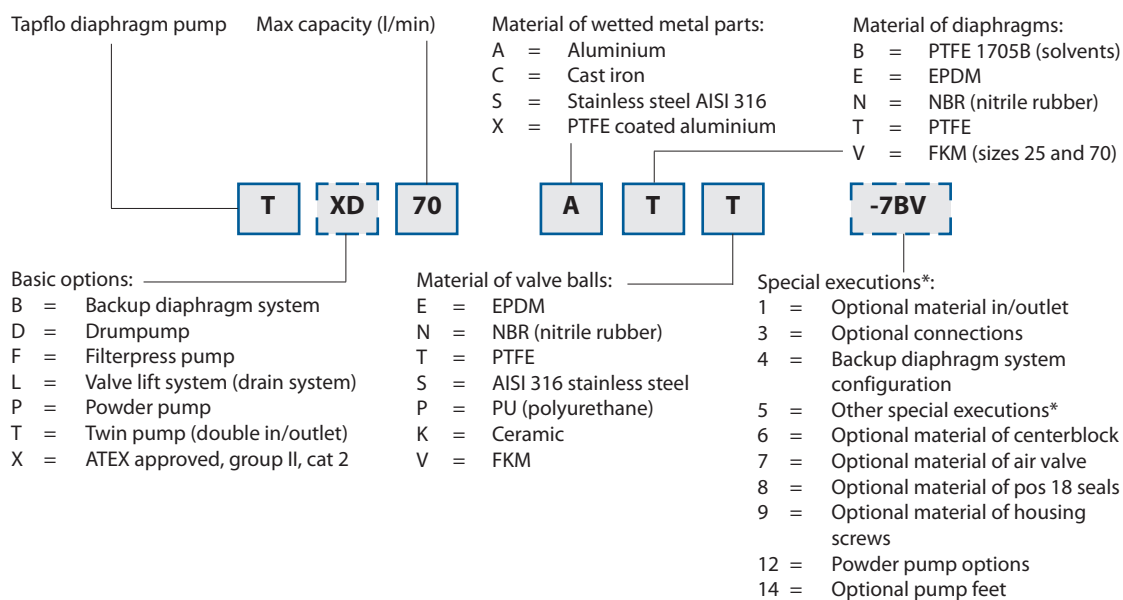 Tapflo diaphragm pump
Max capacity (l/min)
Material of wetted metal parts:
A = Aluminium
C = Cast iron
S = Stainless steel AISI 316
X = PTFE coated aluminium
Material of diaphragms:
B = PTFE 1705B (solvents)
E = EPDM
N = NBR (nitrile rubber)
T = PTFE
V = FKM (sizes 25 and 70)
T XD 70 A T T -7BV
Basic options:
B = Backup diaphragm system
D = Drumpump
F = Filterpress pump
L = Valve lift system (drain system)
P = Powder pump
T = Twin pump (double in/outlet)
X = ATEX approved, group II, cat 2
Material of valve balls:
E = EPDM
N = NBR (nitrile rubber)
T = PTFE
S = AISI 316 stainless steel
P = PU (polyurethane)
K = Ceramic
V = FKM
Special executions*:
1 = Optional material in/outlet
3 = Optional connections
4 = Backup diaphragm system
configuration
5 = Other special executions*
6 = Optional material of centerblock
7 = Optional material of air valve
8 = Optional material of pos 18 seals
9 = Optional material of housing
screws
12 = Powder pump options
14 = Optional pump feet